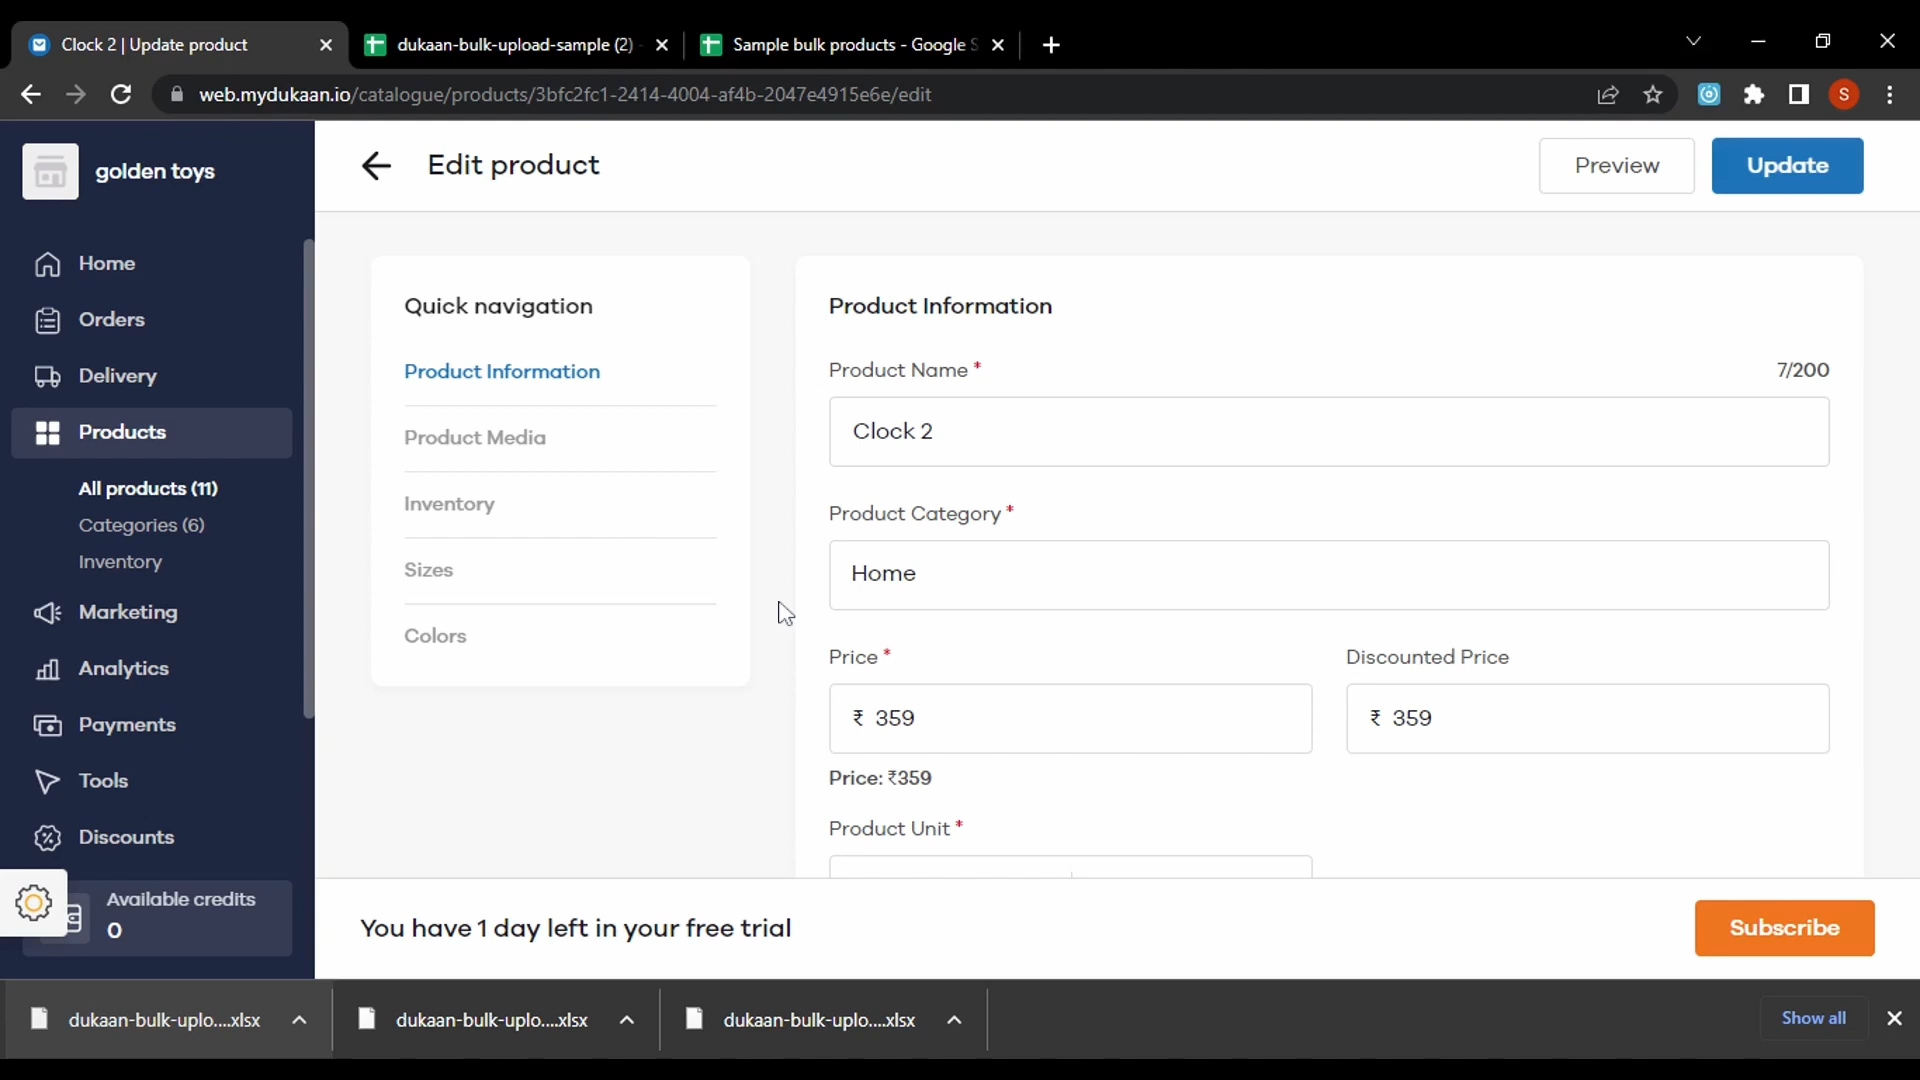 Clock 2 | Update product
dukaan-bulk-upload-sample (2)
Sample bulk products - Google S
web.mydukaan.io/catalogue/products/3bfc2fc1-2414-4004-af4b-2047e4915e6e/edit
S
golden toys
Edit product
Preview
Update
Home
Orders
Delivery
Products
All products (11)
Categories (6)
Inventory
Marketing
Analytics
Payments
Tools
Discounts
Available credits
0
Quick navigation
Product Information
Product Media
Inventory
Sizes
Colors
Product Information
Product Name *
7/200
Clock 2
Product Category *
Home
Price *
Discounted Price
₹ 359
₹ 359
Price: ₹359
Product Unit *
You have 1 day left in your free trial
Subscribe
dukaan-bulk-uplo....xlsx
dukaan-bulk-uplo....xlsx
dukaan-bulk-uplo....xlsx
Show all